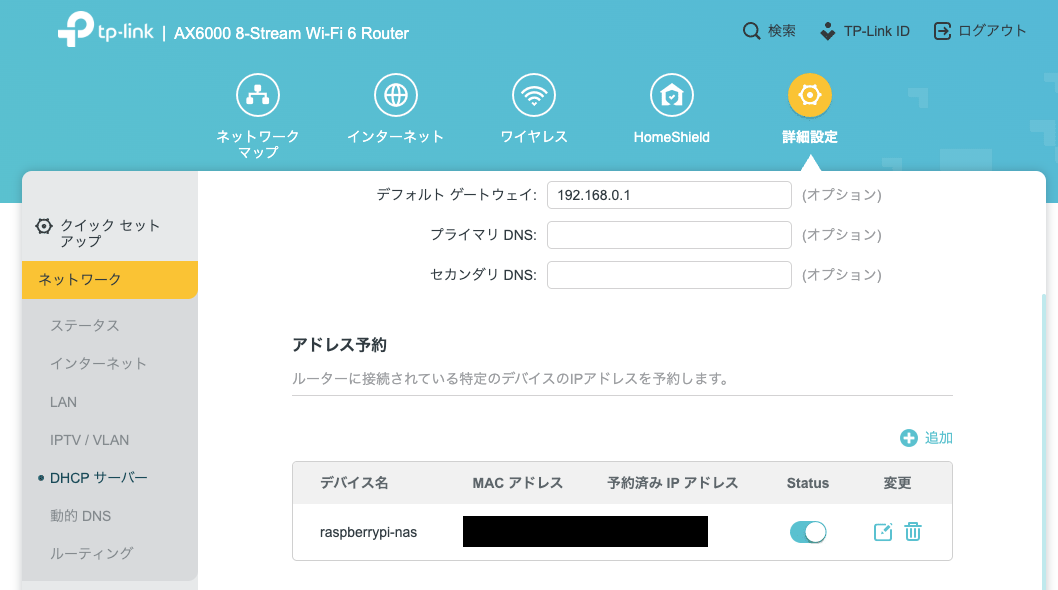 tp-link | AX6000 8-Stream Wi-Fi 6 Router
検索
TP-Link ID
ログアウト
ネットワーク
マップ
インターネット
ワイヤレス
HomeShield
詳細設定
クイック セット
アップ
ネットワーク
ステータス
インターネット
LAN
IPTV / VLAN
DHCP サーバー
動的 DNS
ルーティング
デフォルト ゲートウェイ: 192.168.0.1 (オプション)
プライマリ DNS: (オプション)
セカンダリ DNS: (オプション)
アドレス予約
ルーターに接続されている特定のデバイスのIPアドレスを予約します。
追加
デバイス名 MAC アドレス 予約済み IP アドレス Status 変更
raspberrypi-nas